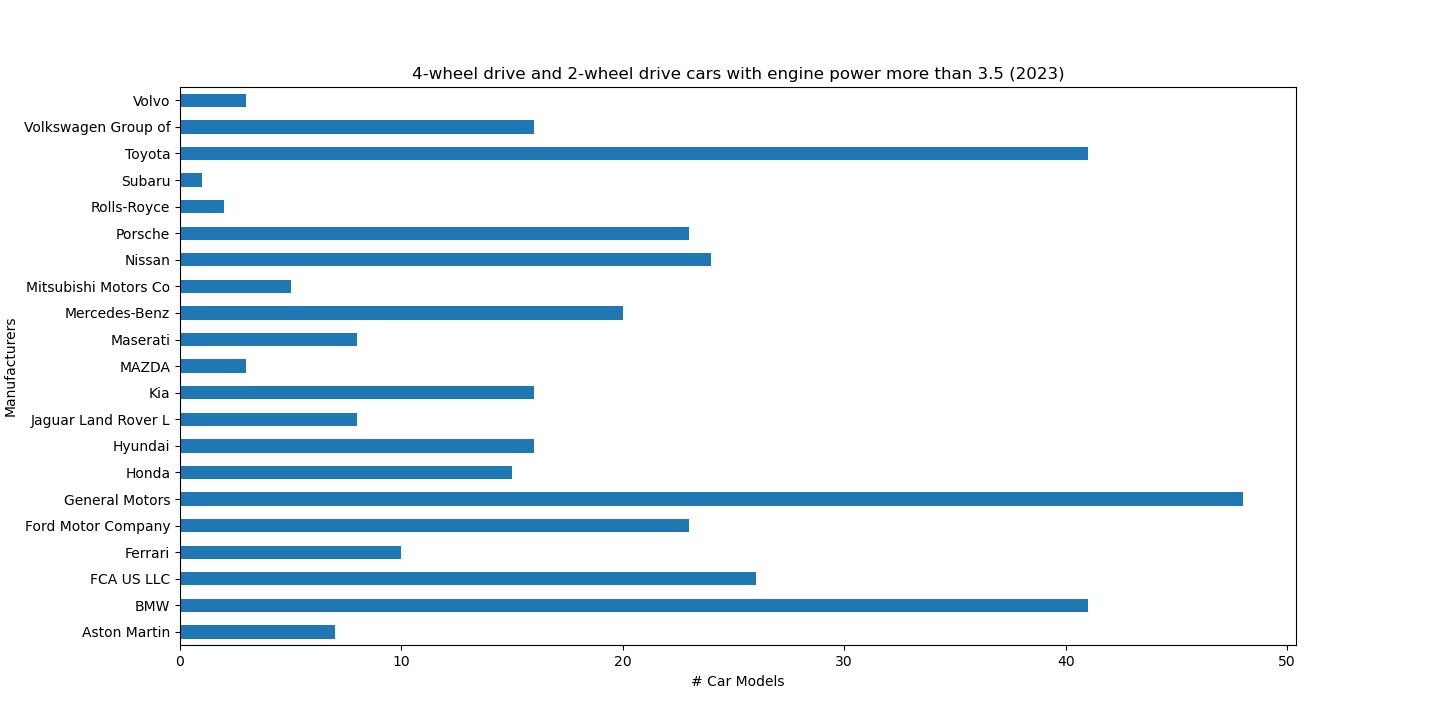 4-wheel drive and 2-wheel drive cars with engine power more than 3.5 (2023)
Manufacturers
Volvo
Volkswagen Group of
Toyota
Subaru
Rolls-Royce
Porsche
Nissan
Mitsubishi Motors Co
Mercedes-Benz
Maserati
MAZDA
Kia
Jaguar Land Rover L
Hyundai
Honda
General Motors
Ford Motor Company
Ferrari
FCA US LLC
BMW
Aston Martin
0 10 20 30 40 50
# Car Models